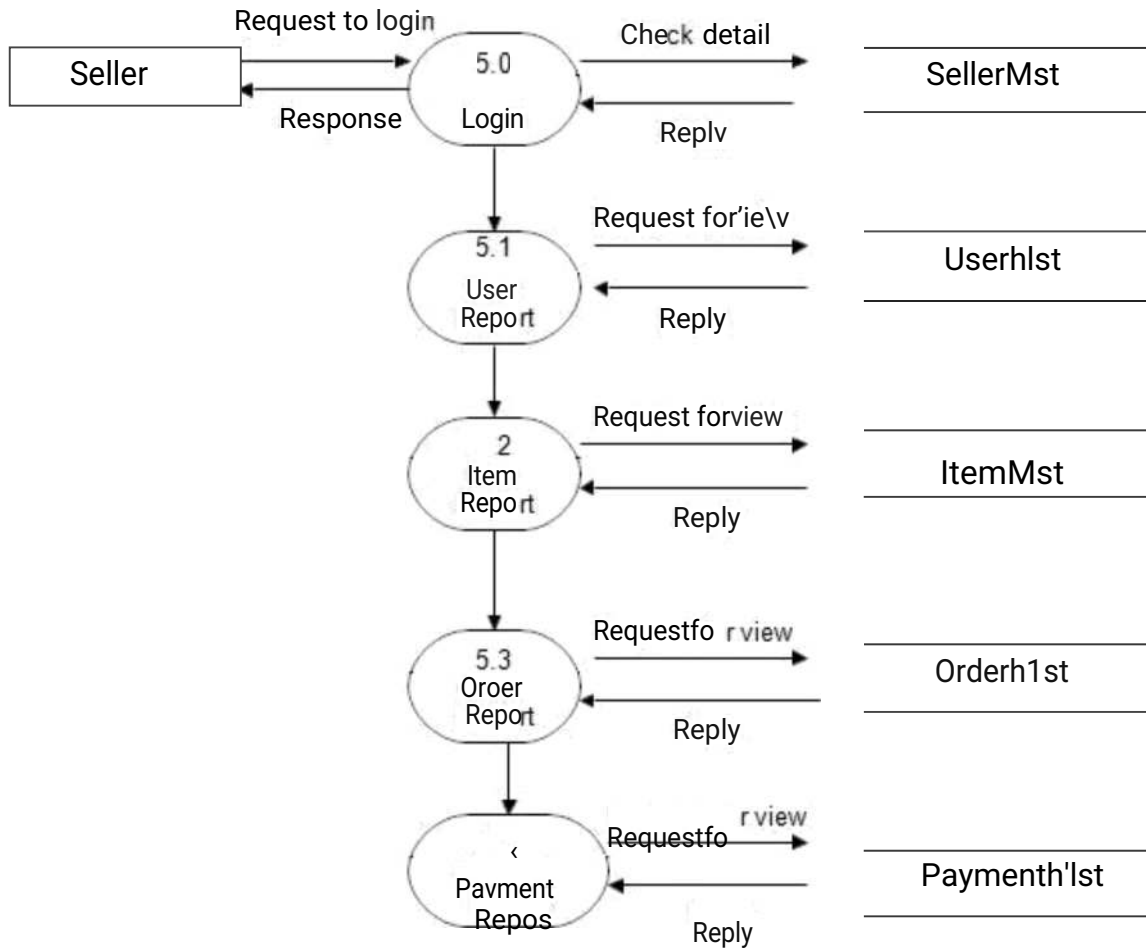 Request to login
Check detail
Seller
5.0
SellerMst
Response
Login
Replv
Request for'ie\v
5.1
Userhlst
User
Report
Reply
Request forview
2
Item
ItemMst
Report
Reply
Requestfo r view
5.3
Oroer
Orderh1st
Report
Reply
r view
Requestfo
‹
Pavment
Paymenth'lst
Repos
Reply